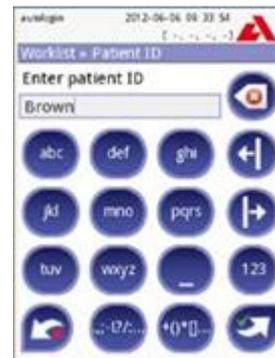 autologin 2012-06-06 09 33 54
[ -, -, -, -]
Worklist » Patient ID
Enter patient ID
Brown
abc def ghi
jkl mno pqrs
tuv wxyz _ 123